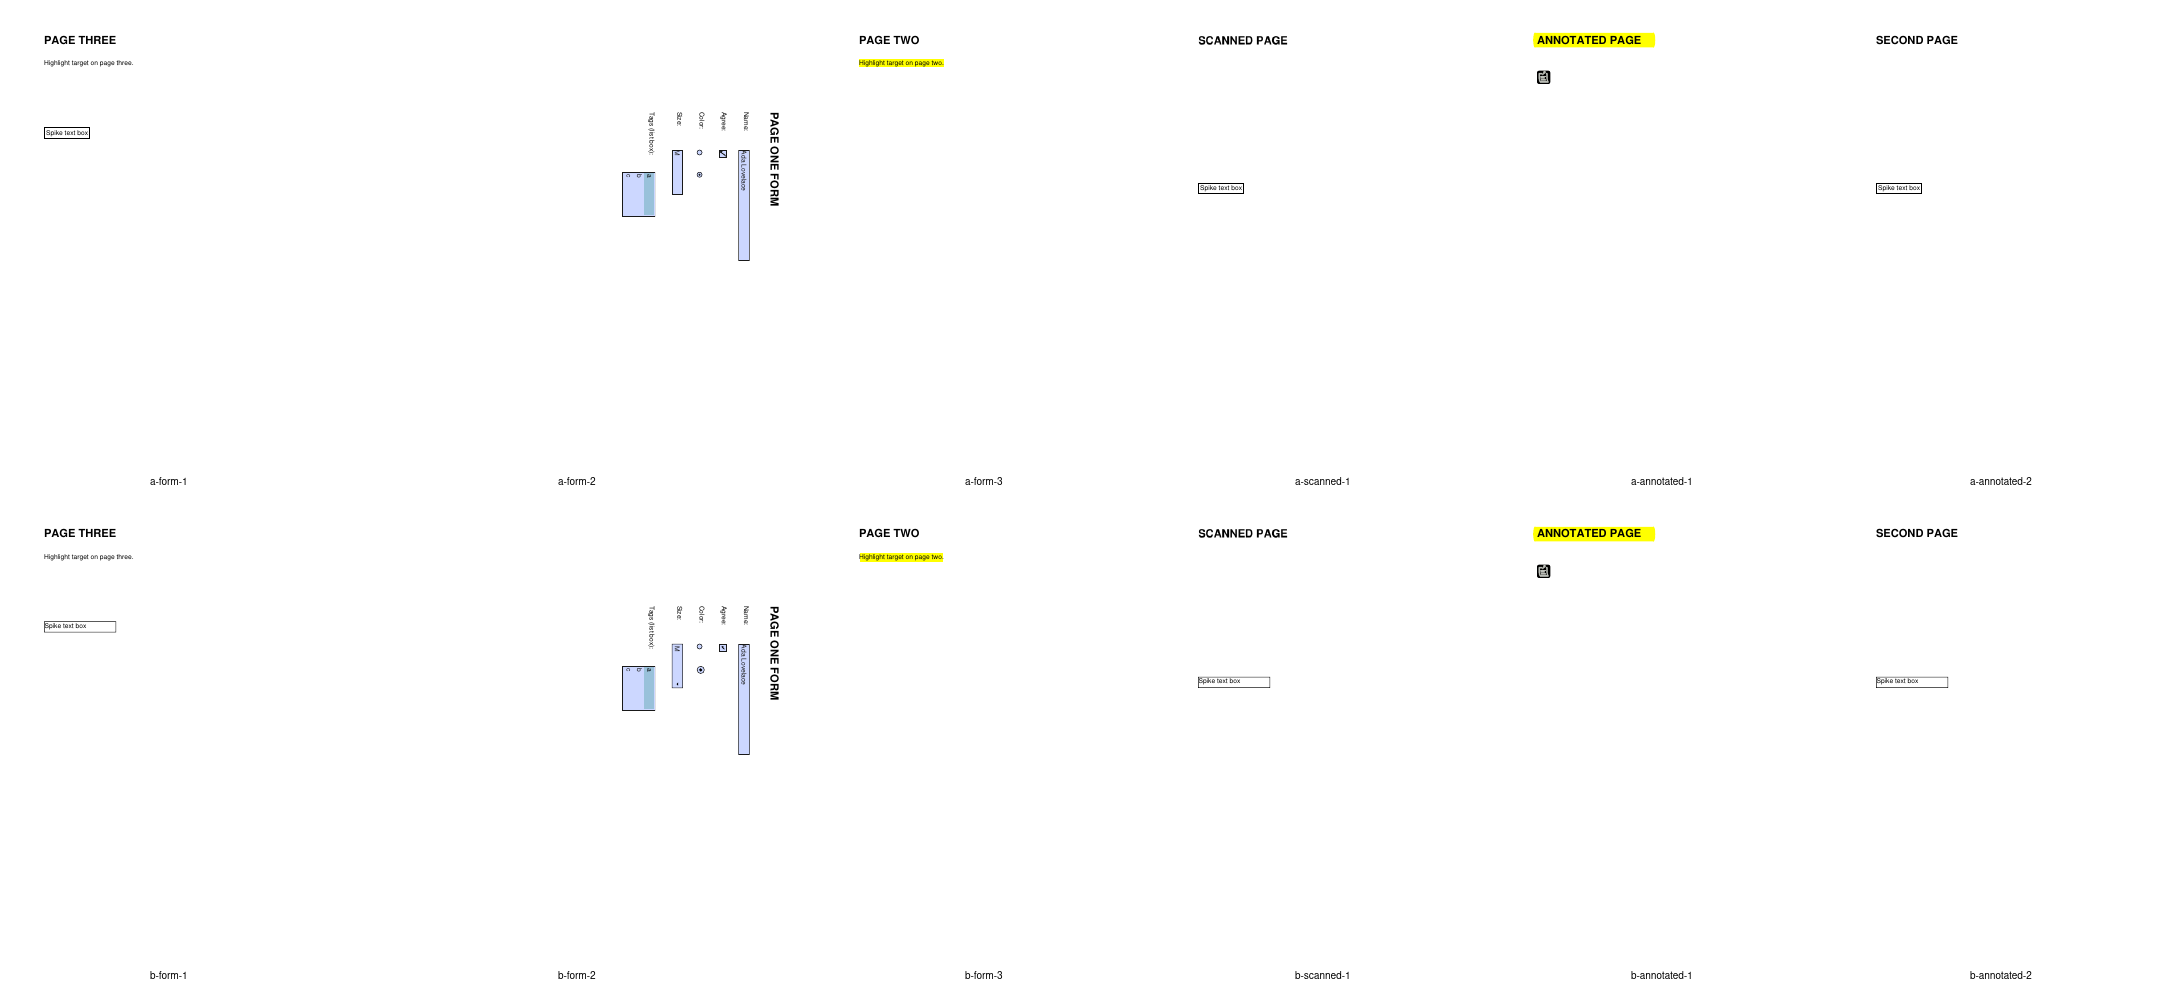 PAGE THREE
Highlight target on page three.
Spike text box
a-form-1
PAGE ONE FORM
Name:
Ada Lovelace
Agree:
Color:
Size:
M
Tags (list box):
a
b
c
a-form-2
PAGE TWO
Highlight target on page two.
a-form-3
SCANNED PAGE
Spike text box
a-scanned-1
ANNOTATED PAGE
a-annotated-1
SECOND PAGE
Spike text box
a-annotated-2
PAGE THREE
Highlight target on page three.
Spike text box
b-form-1
PAGE ONE FORM
Name:
Ada Lovelace
Agree:
Color:
Size:
M
Tags (list box):
a
b
c
b-form-2
PAGE TWO
Highlight target on page two.
b-form-3
SCANNED PAGE
Spike text box
b-scanned-1
ANNOTATED PAGE
b-annotated-1
SECOND PAGE
Spike text box
b-annotated-2